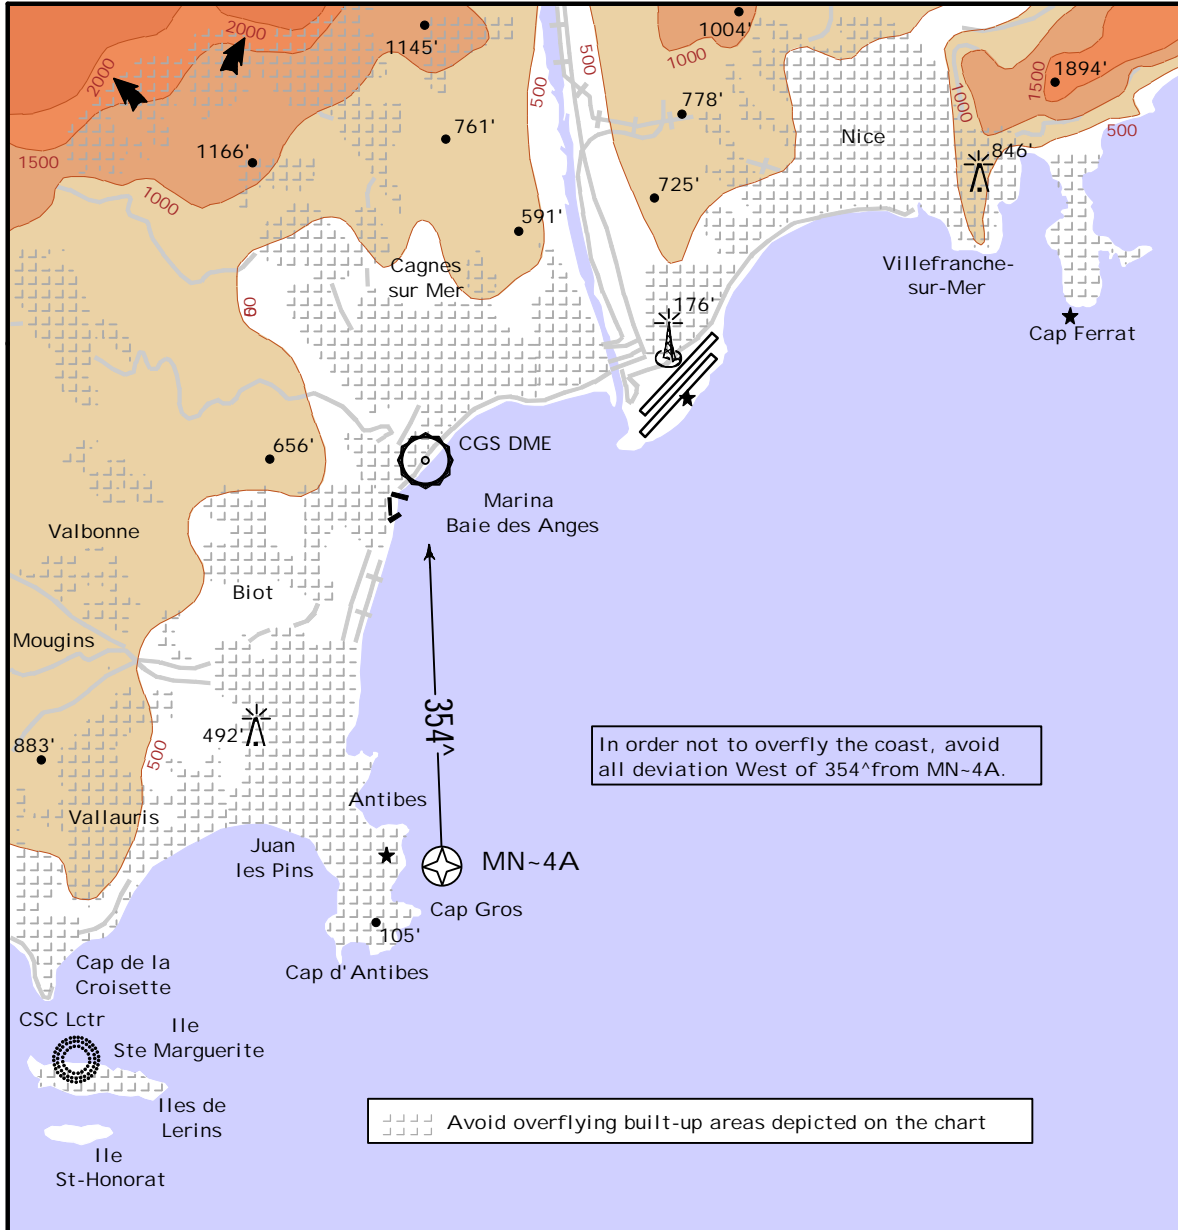 2000
1004'
1145'
500
500
1000
2000
1894'
1500
1000
778'
761'
500
Nice
846'
1500
1166'
1000
725'
591'
Cagnes
sur Mer
Villefranche-
sur-Mer
176'
Cap Ferrat
656'
CGS DME
Marina
Baie des Anges
Valbonne
Biot
Mougins
354^
492'
883'
500
In order not to overfly the coast, avoid
all deviation West of 354^from MN~4A.
Antibes
Vallauris
Juan
les Pins
MN~4A
Cap Gros
105'
Cap d'Antibes
Cap de la
Croisette
CSC Lctr
Ile
Ste Marguerite
Iles de
Lerins
Avoid overflying built-up areas depicted on the chart
Ile
St-Honorat